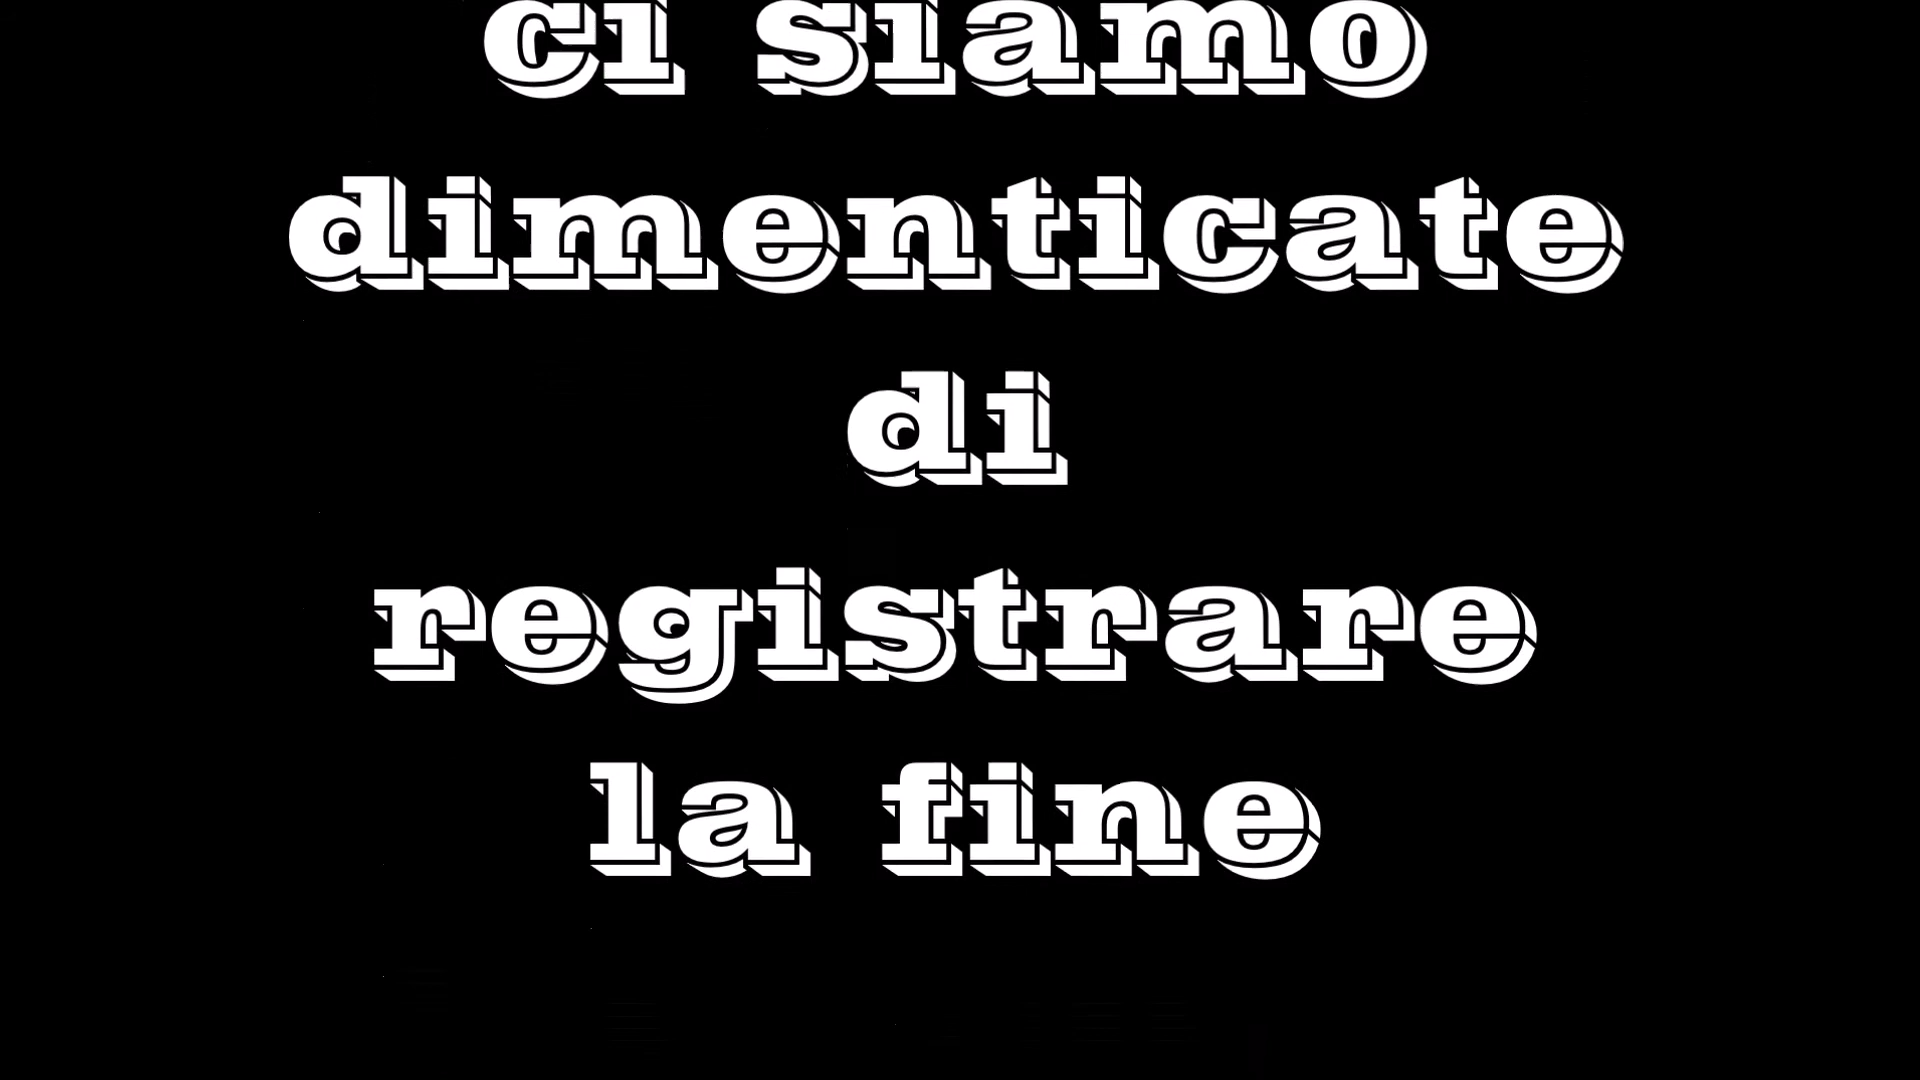 ci siamo
dimenticate
di
registrare
la fine